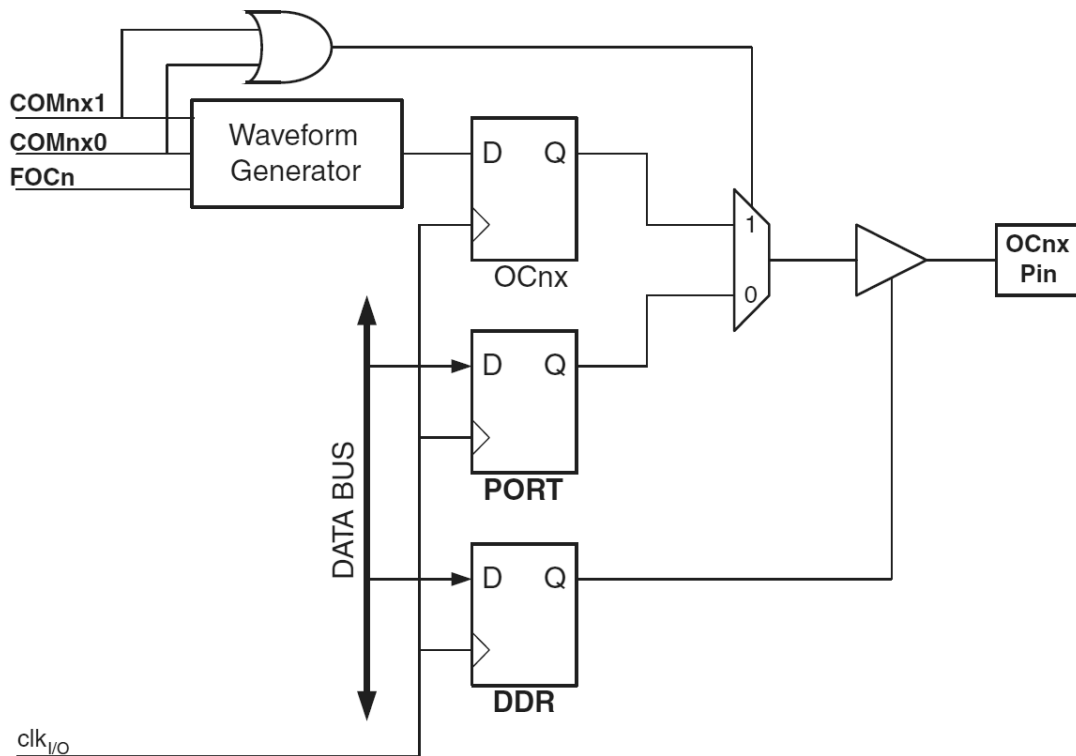 COMnx1
COMnx0
FOCn
Waveform
Generator
D
Q
OCnx
1
0
OCnx
Pin
D
Q
PORT
DATA BUS
D
Q
DDR
clkI/O